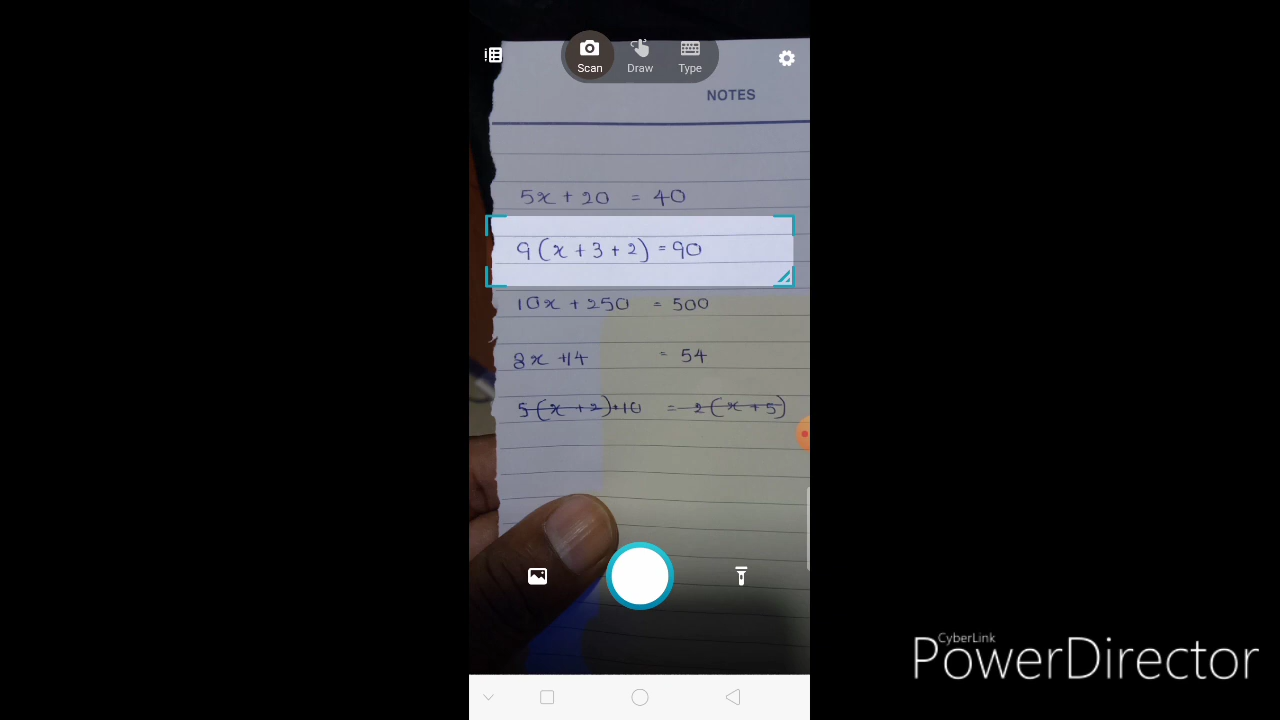 Scan Draw Type
NOTES
5x + 20 = 40
9(x + 3 + 2) = 90
10x + 250 = 500
3x + 14 = 54
5(x + 2) + 10 = 2(x + 5)
CyberLink
PowerDirector